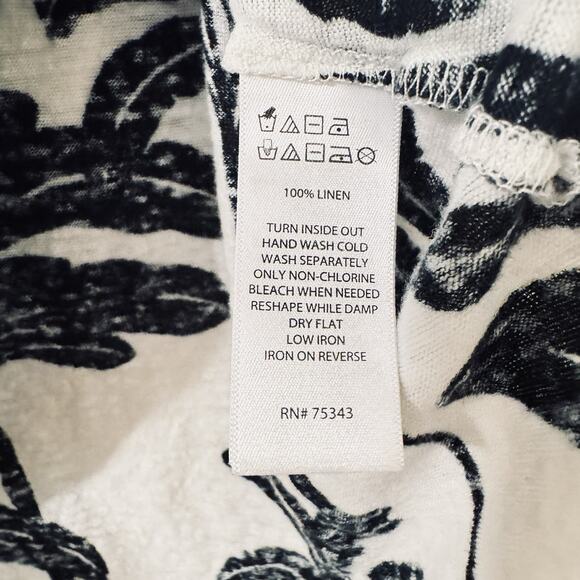 100% LINEN
TURN INSIDE OUT
HAND WASH COLD
WASH SEPARATELY
ONLY NON-CHLORINE
BLEACH WHEN NEEDED
RESHAPE WHILE DAMP
DRY FLAT
LOW IRON
IRON ON REVERSE
RN# 75343